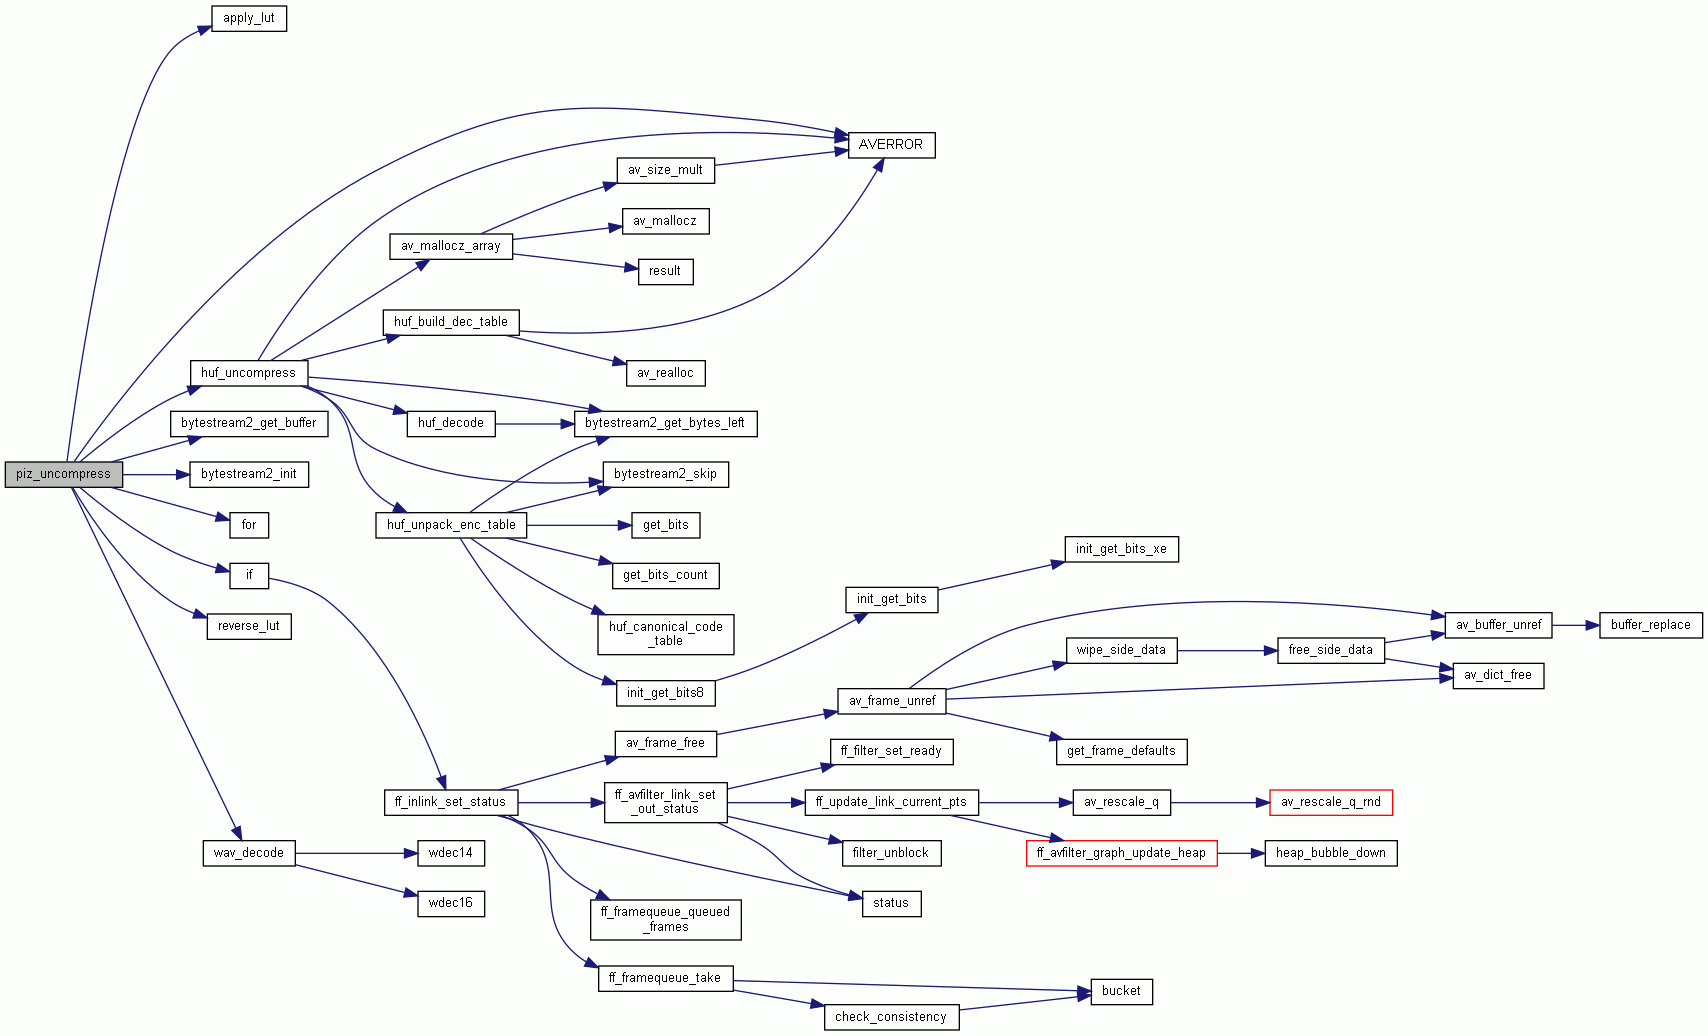 apply_lut
AVERROR
av_size_mult
av_mallocz
av_mallocz_array
result
huf_build_dec_table
av_realloc
huf_uncompress
bytestream2_get_buffer
huf_decode
bytestream2_get_bytes_left
piz_uncompress
bytestream2_init
bytestream2_skip
for
huf_unpack_enc_table
get_bits
init_get_bits_xe
if
get_bits_count
init_get_bits
reverse_lut
huf_canonical_code
_table
av_buffer_unref
buffer_replace
wipe_side_data
free_side_data
av_dict_free
init_get_bits8
av_frame_unref
av_frame_free
ff_filter_set_ready
get_frame_defaults
ff_inlink_set_status
ff_avfilter_link_set
_out_status
ff_update_link_current_pts
av_rescale_q
av_rescale_q_rnd
wav_decode
wdec14
filter_unblock
ff_avfilter_graph_update_heap
heap_bubble_down
wdec16
status
ff_framequeue_queued
_frames
ff_framequeue_take
bucket
check_consistency